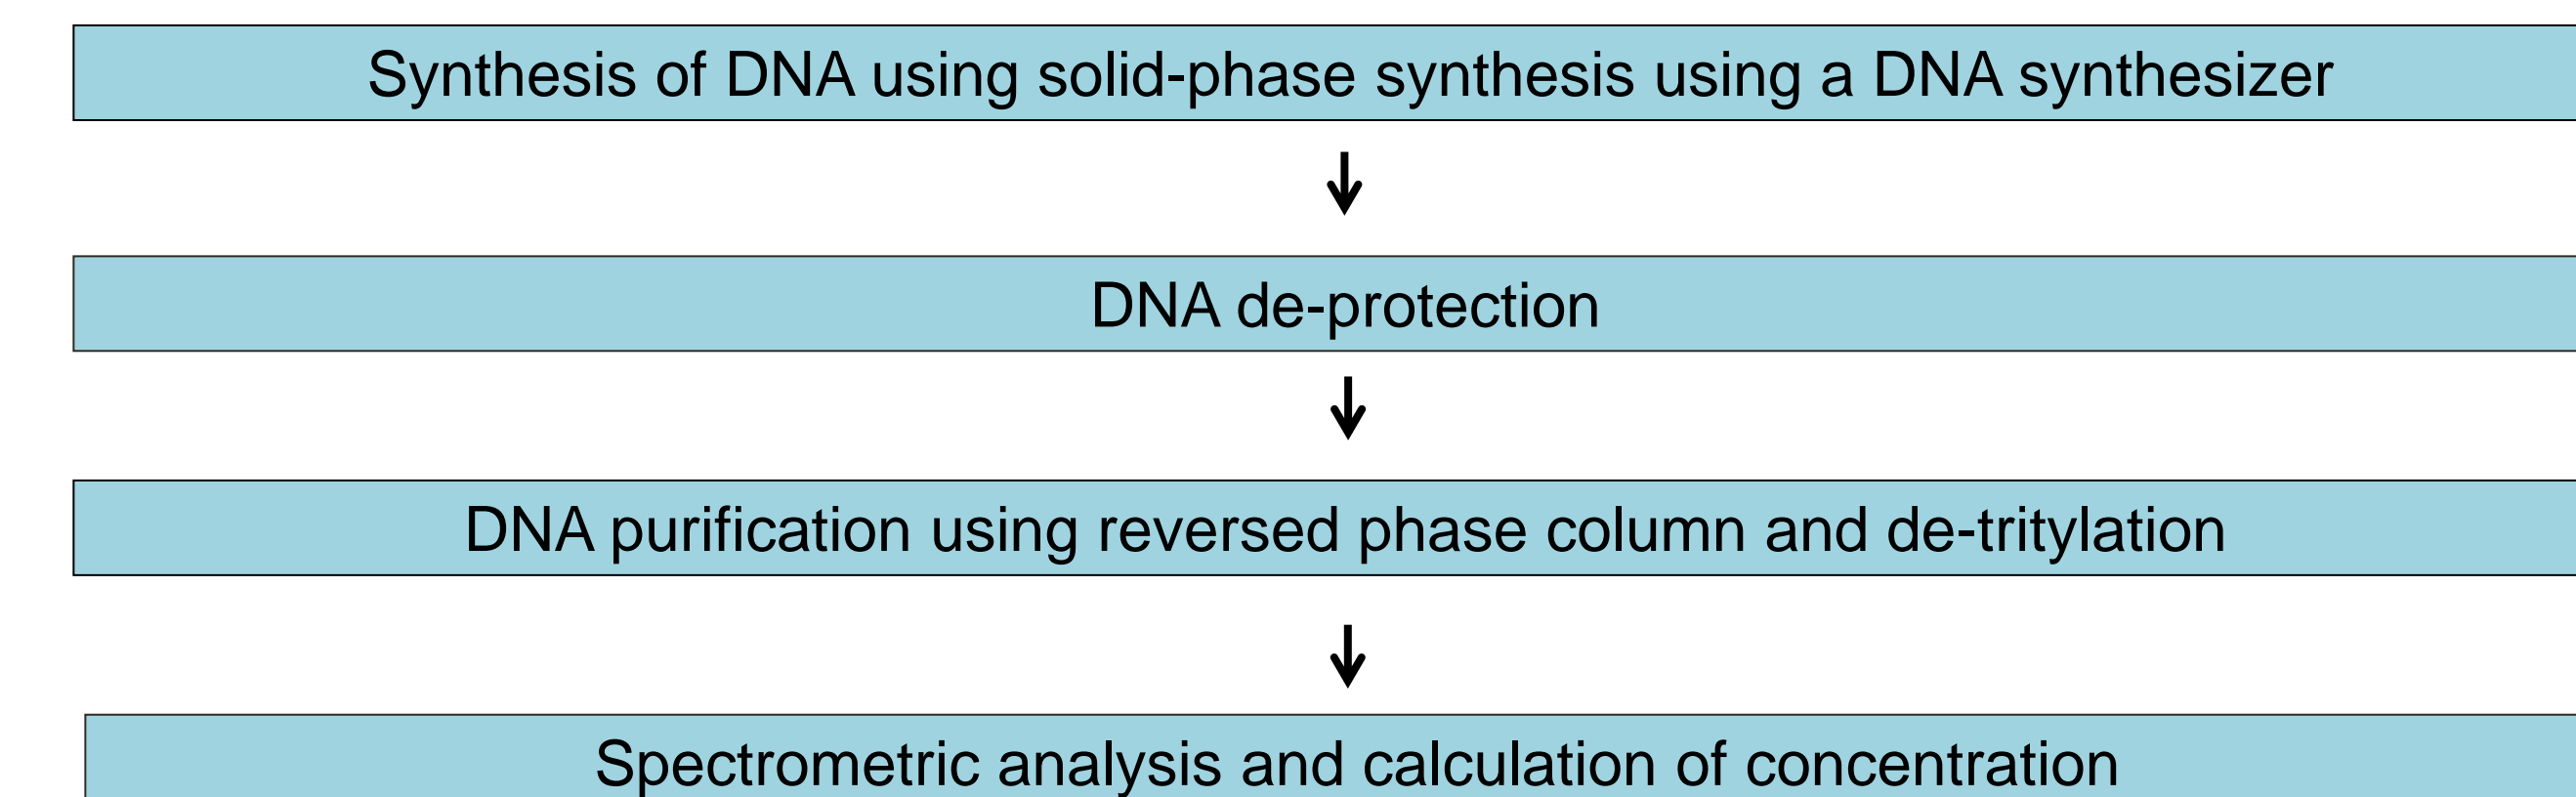 Synthesis of DNA using solid-phase synthesis using a DNA synthesizer
DNA de-protection
DNA purification using reversed phase column and de-tritylation
Spectrometric analysis and calculation of concentration